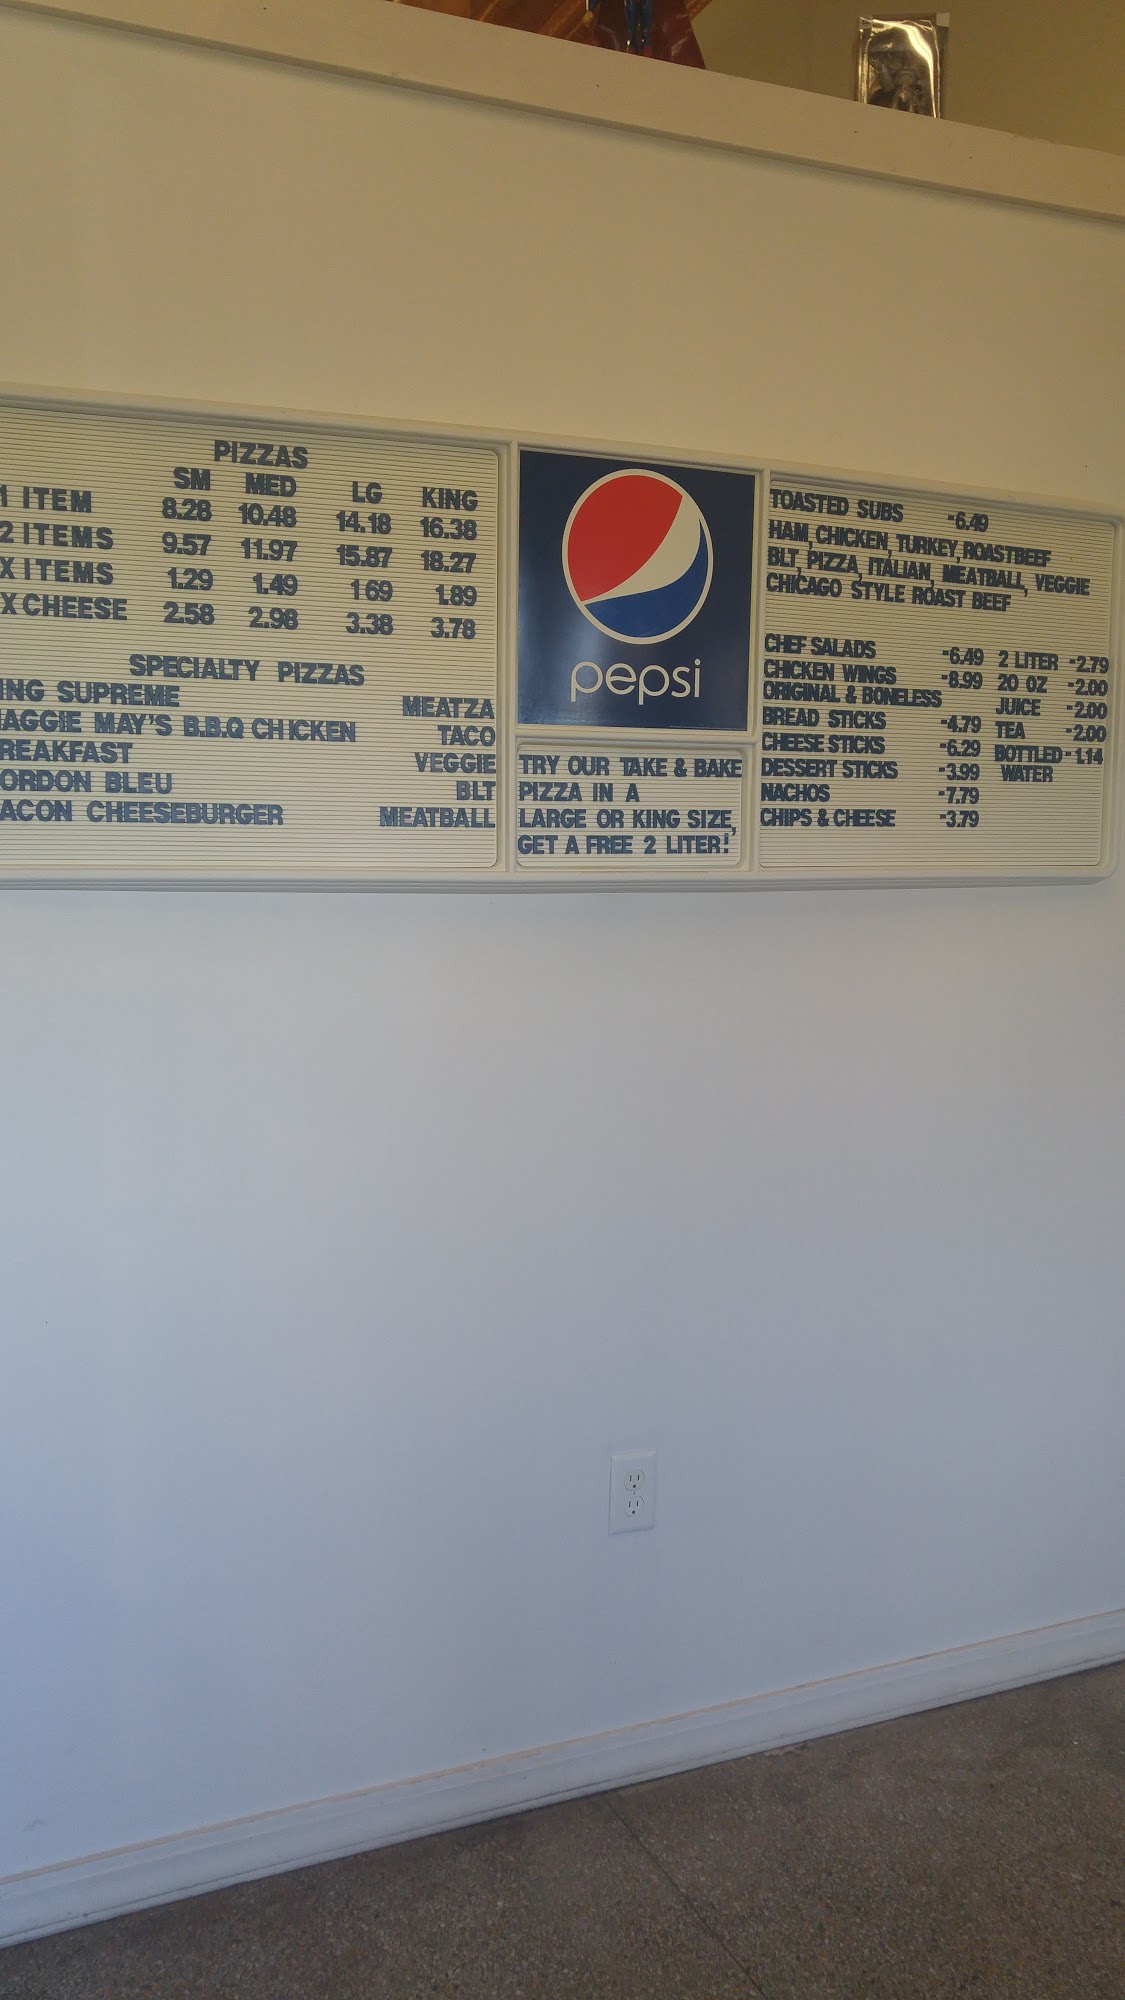 PIZZAS
SM MED LG KING
1 ITEM 8.28 10.48 14.18 16.38
2 ITEMS 9.57 11.97 15.87 18.27
X ITEMS 1.29 1.49 1 69 1.89
X CHEESE 2.58 2.98 3.38 3.78
SPECIALTY PIZZAS
ING SUPREME MEATZA
AGGIE MAY'S B.B.Q CHICKEN TACO
REAKFAST VEGGIE
ORDON BLEU BLT
ACON CHEESEBURGER MEATBALL
pepsi
TRY OUR TAKE & BAKE
PIZZA IN A
LARGE OR KING SIZE,
GET A FREE 2 LITER!
TOASTED SUBS -6.49
HAM, CHICKEN, TURKEY, ROASTBEEF
BLT, PIZZA, ITALIAN, MEATBALL, VEGGIE
CHICAGO STYLE ROAST BEEF
CHEF SALADS -6.49
CHICKEN WINGS -8.99
ORIGINAL & BONELESS
BREAD STICKS -4.79
CHEESE STICKS -6.29
DESSERT STICKS -3.99
NACHOS -7.79
CHIPS & CHEESE -3.79
2 LITER -2.79
20 OZ -2.00
JUICE -2.00
TEA -2.00
BOTTLED -1.14
WATER